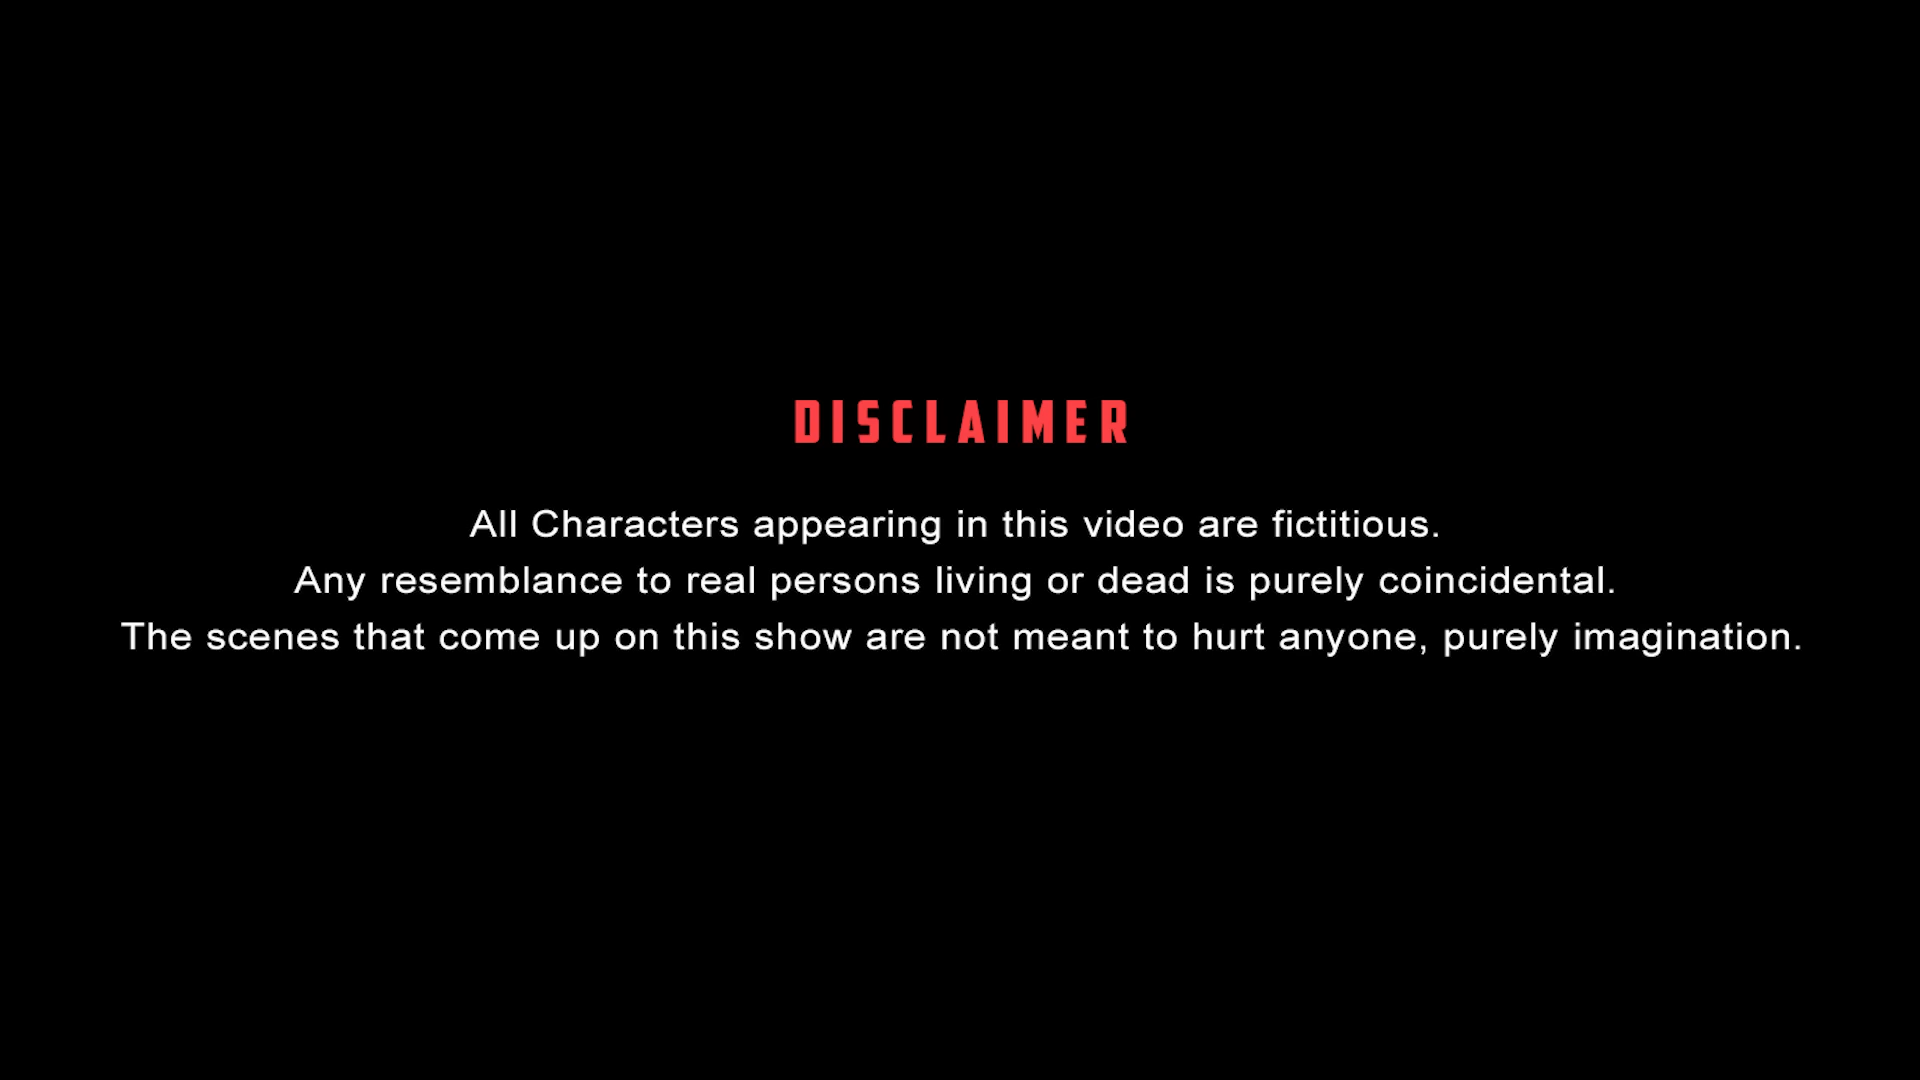 DISCLAIMER
All Characters appearing in this video are fictitious.
Any resemblance to real persons living or dead is purely coincidental.
The scenes that come up on this show are not meant to hurt anyone, purely imagination.